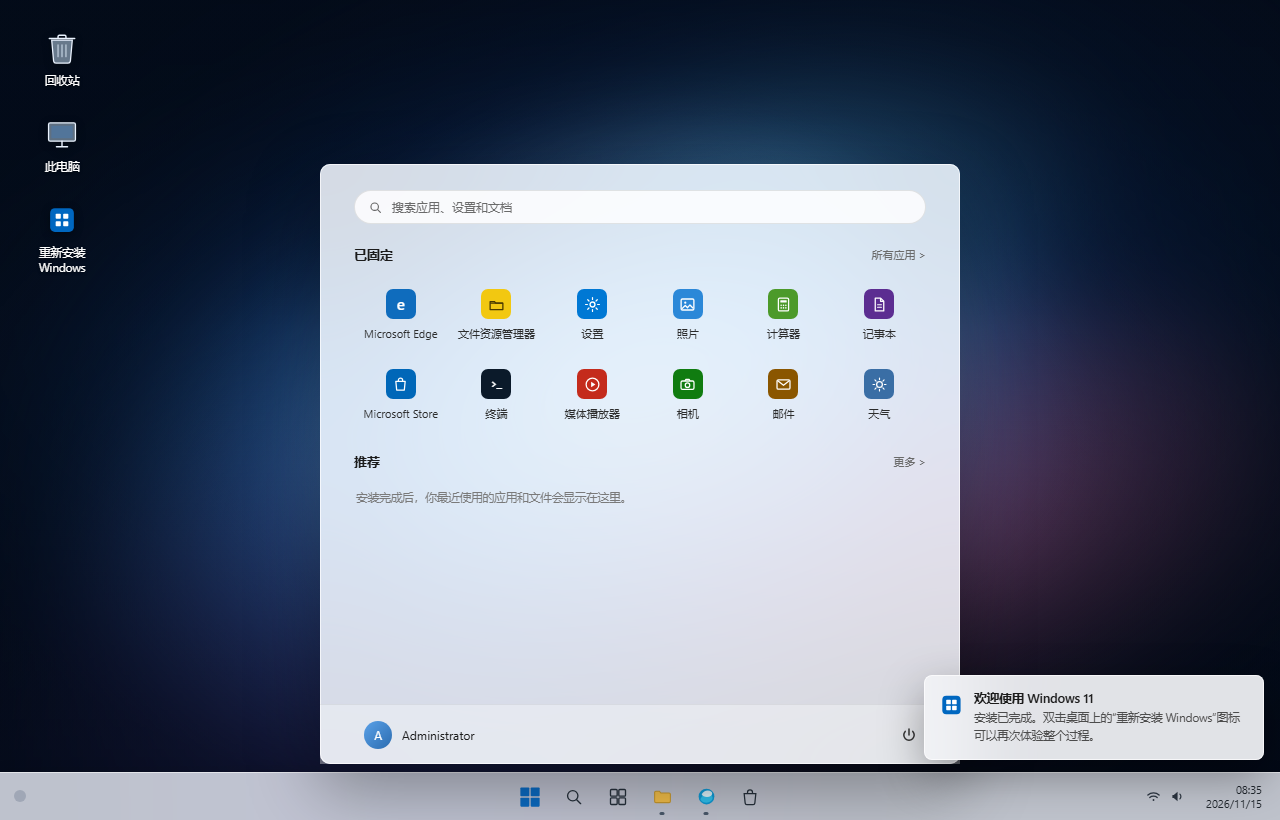 回收站
此电脑
重新安装
Windows
搜索应用、设置和文档
已固定
所有应用 >
e
Microsoft Edge
文件资源管理器
设置
照片
计算器
记事本
>_
Microsoft Store
终端
媒体播放器
相机
邮件
天气
推荐
更多 >
安装完成后，你最近使用的应用和文件会显示在这里。
A
Administrator
欢迎使用 Windows 11
安装已完成。双击桌面上的"重新安装 Windows"图标
可以再次体验整个过程。
08:35
2026/11/15